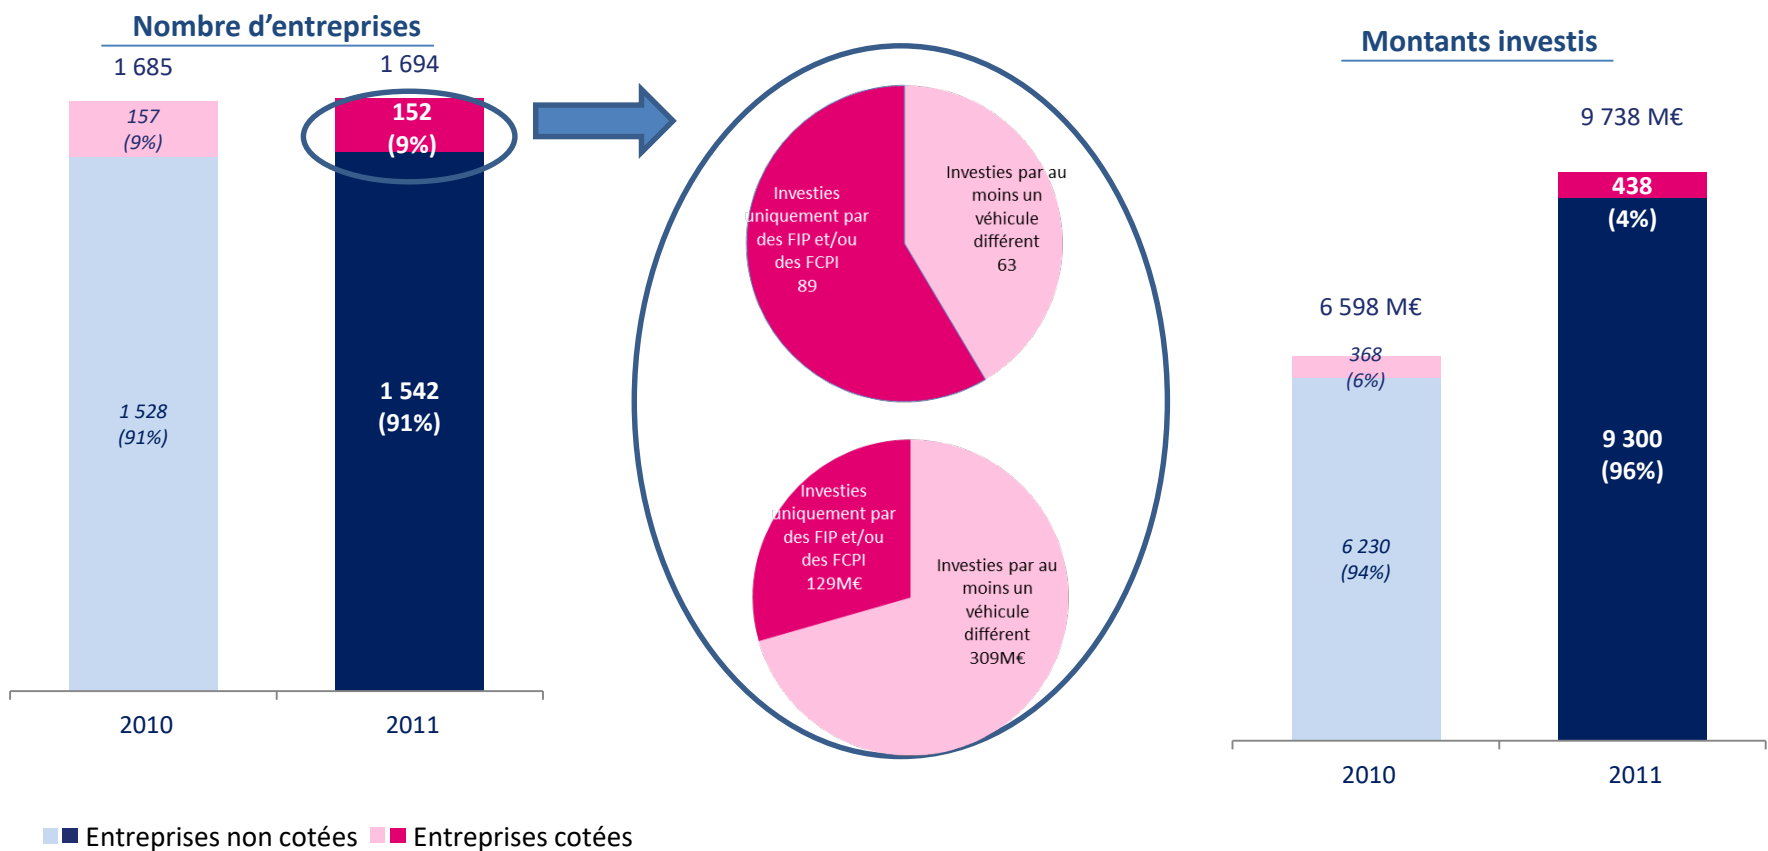 Nombre d’entreprises
1 685
1 694
157
(9%)
152
(9%)
1 528
(91%)
1 542
(91%)
2010
2011
Investies
uniquement par
des FIP et/ou
des FCPI
89
Investies par au
moins un
véhicule
différent
63
Investies
uniquement par
des FIP et/ou
des FCPI
129M€
Investies par au
moins un
véhicule
différent
309M€
Montants investis
6 598 M€
9 738 M€
368
(6%)
438
(4%)
6 230
(94%)
9 300
(96%)
2010
2011
Entreprises non cotées
Entreprises cotées